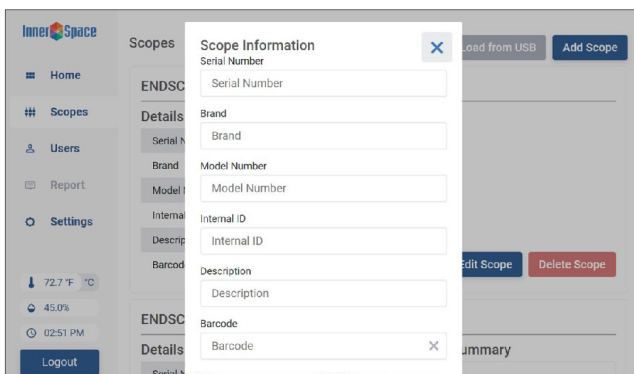 InnerSpace
Home
Scopes
Users
Report
Settings
72.7 °F °C
45.0%
02:51 PM
Logout
Scopes
Load from USB
Add Scope
ENDSC
Details
Serial N
Brand
Model
Internal
Descrip
Barcod
Edit Scope
Delete Scope
ENDSC
Details
ummary
Serial N
Scope Information
Serial Number
Serial Number
Brand
Brand
Model Number
Model Number
Internal ID
Internal ID
Description
Description
Barcode
Barcode